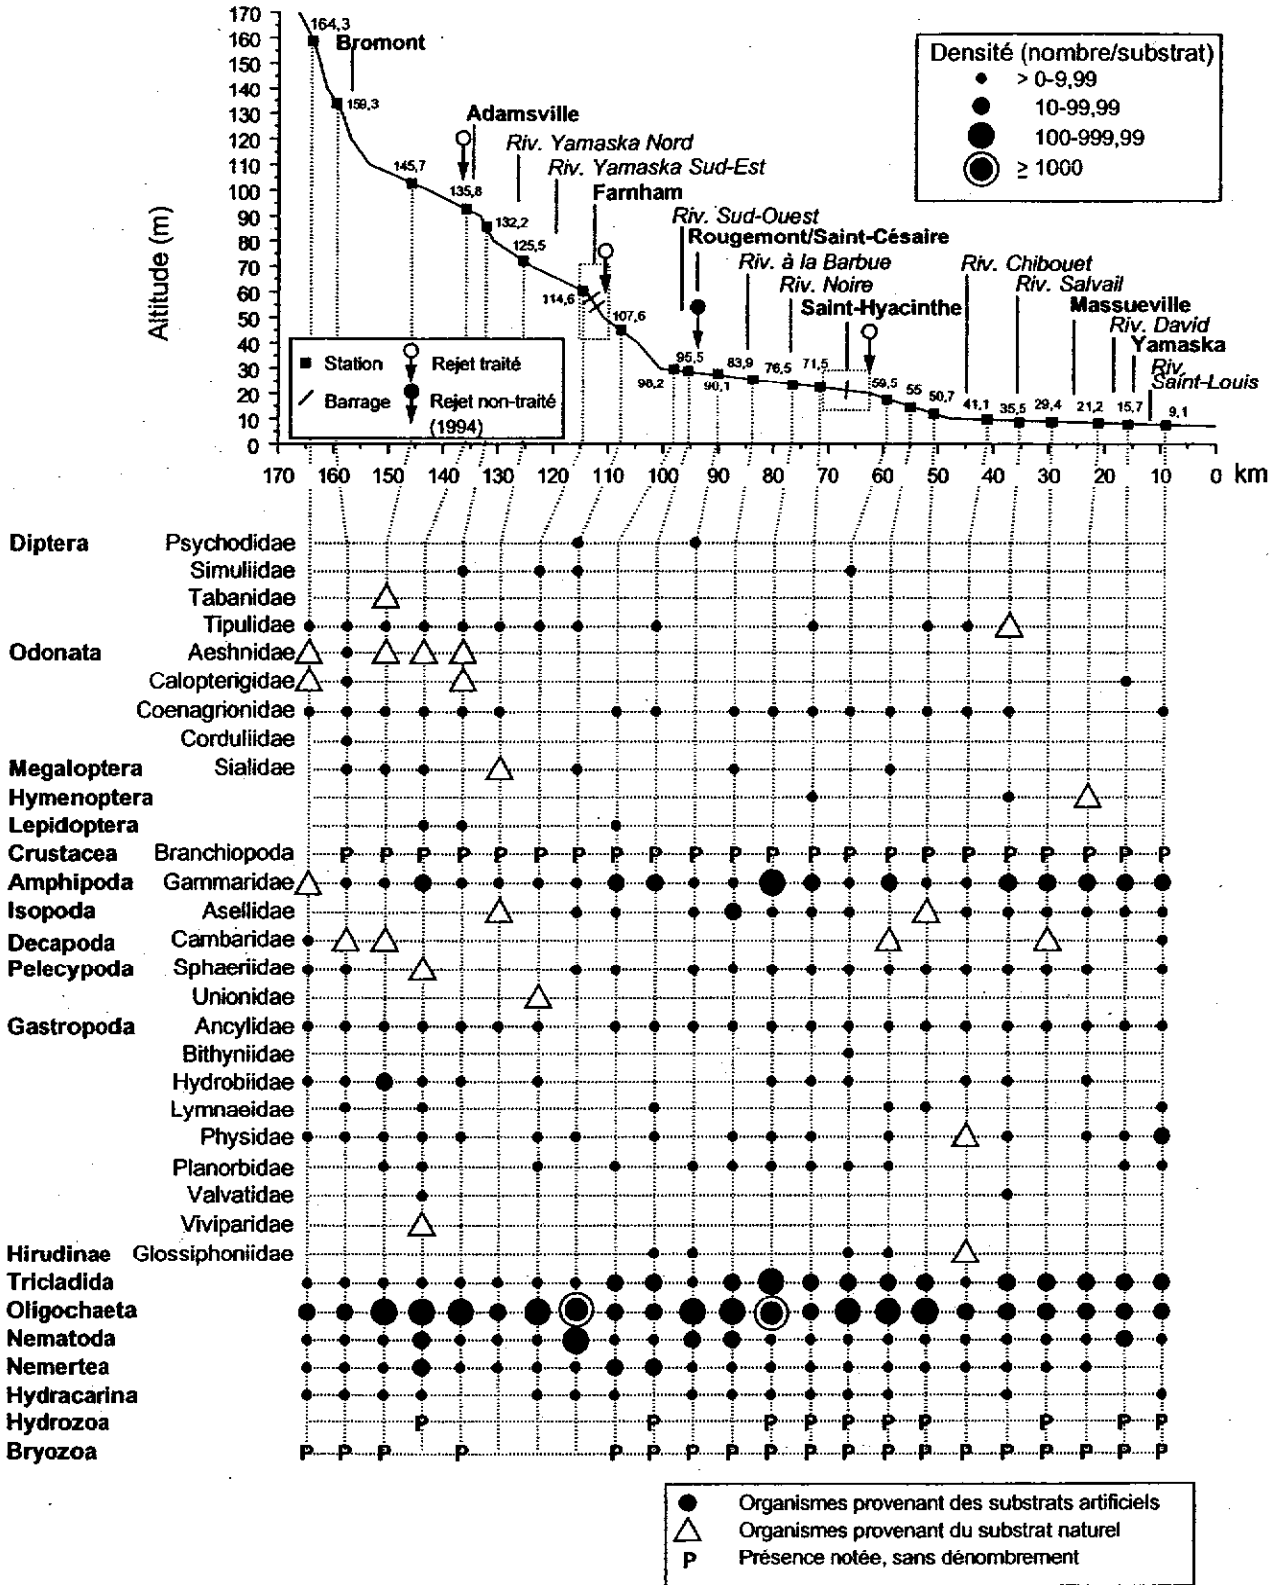 170
160
150
140
130
120
110
100
90
80
70
60
50
40
30
20
10
0
Altitude (m)
164,3
Bromont
159,3
145,7
Adamsville
135,8
132,2
Riv. Yamaska Nord
125,5
Riv. Yamaska Sud-Est
Farnham
114,6
107,6
Riv. Sud-Ouest
Rougemont/Saint-Césaire
98,2
95,5
90,1
Riv. à la Barbue
83,9
Riv. Noire
76,5
71,5
Saint-Hyacinthe
59,5
55
50,7
Riv. Chibouet
41,1
Riv. Salvail
35,5
29,4
Massueville
21,2
Riv. David
Yamaska
15,7
Riv.
Saint-Louis
9,1
Densité (nombre/substrat)
> 0-9,99
10-99,99
100-999,99
≥ 1000
Station
Rejet traité
Barrage
Rejet non-traité
(1994)
170 160 150 140 130 120 110 100 90 80 70 60 50 40 30 20 10 0 km
Diptera Psychodidae
Simuliidae
Tabanidae
Tipulidae
Odonata Aeshnidae
Calopterigidae
Coenagrionidae
Corduliidae
Megaloptera Sialidae
Hymenoptera
Lepidoptera
Crustacea Branchiopoda P P P P P P P P P P P P P P P P P P P P P P
Amphipoda Gammaridae
Isopoda Asellidae
Decapoda Cambaridae
Pelecypoda Sphaeriidae
Unionidae
Gastropoda Ancylidae
Bithyniidae
Hydrobiidae
Lymnaeidae
Physidae
Planorbidae
Valvatidae
Viviparidae
Hirudinae Glossiphoniidae
Tricladida
Oligochaeta
Nematoda
Nemertea
Hydracarina
Hydrozoa P P P P P P P P P P
Bryozoa P P P P P P P P P P P P P P P P P P P
Organismes provenant des substrats artificiels
Organismes provenant du substrat naturel
P Présence notée, sans dénombrement